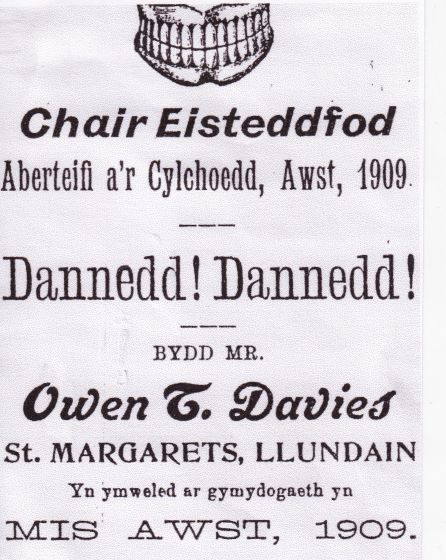 Chair Eisteddfod
Aberteifi a'r Cylchoedd, Awst, 1909.
Dannedd! Dannedd!
BYDD MR.
Owen T. Davies
St. MARGARETS, LLUNDAIN
Yn ymweled ar gymydogaeth yn
MIS AWST, 1909.